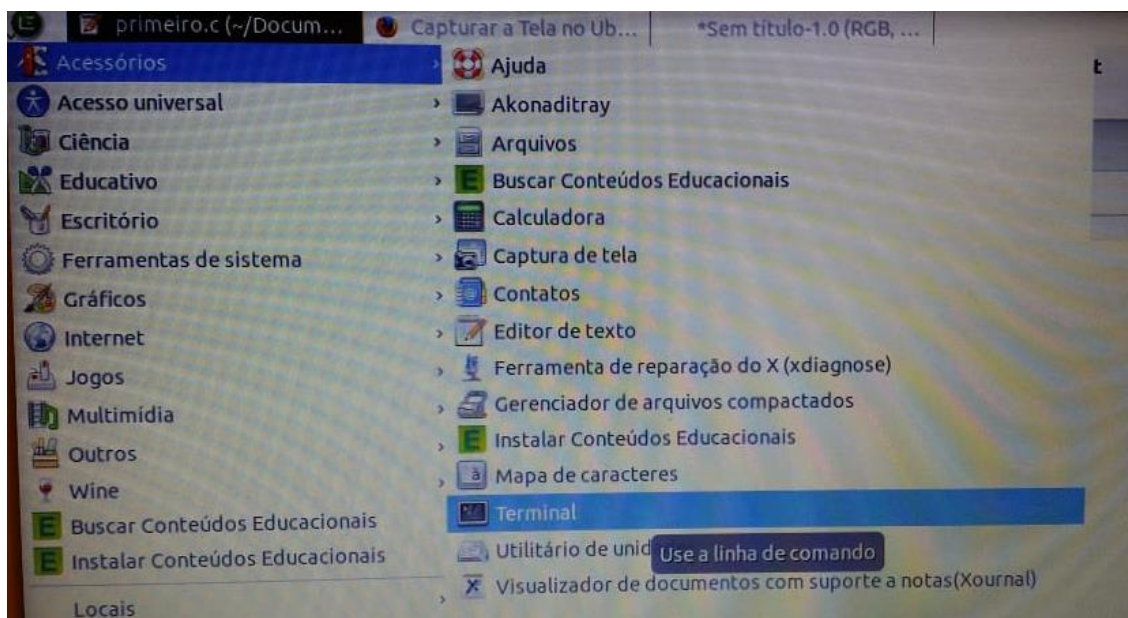 primeiro.c (~/Docum...
Capturar a Tela no Ub...
*Sem título-1.0 (RGB, ...
Acessórios
Acesso universal
Ciência
Educativo
Escritório
Ferramentas de sistema
Gráficos
Internet
Jogos
Multimídia
Outros
Wine
Buscar Conteúdos Educacionais
Instalar Conteúdos Educacionais
Locais
Ajuda
Akonaditray
Arquivos
Buscar Conteúdos Educacionais
Calculadora
Captura de tela
Contatos
Editor de texto
Ferramenta de reparação do X (xdiagnose)
Gerenciador de arquivos compactados
Instalar Conteúdos Educacionais
Mapa de caracteres
Terminal
Utilitário de unid
Use a linha de comando
Visualizador de documentos com suporte a notas(Xournal)
t